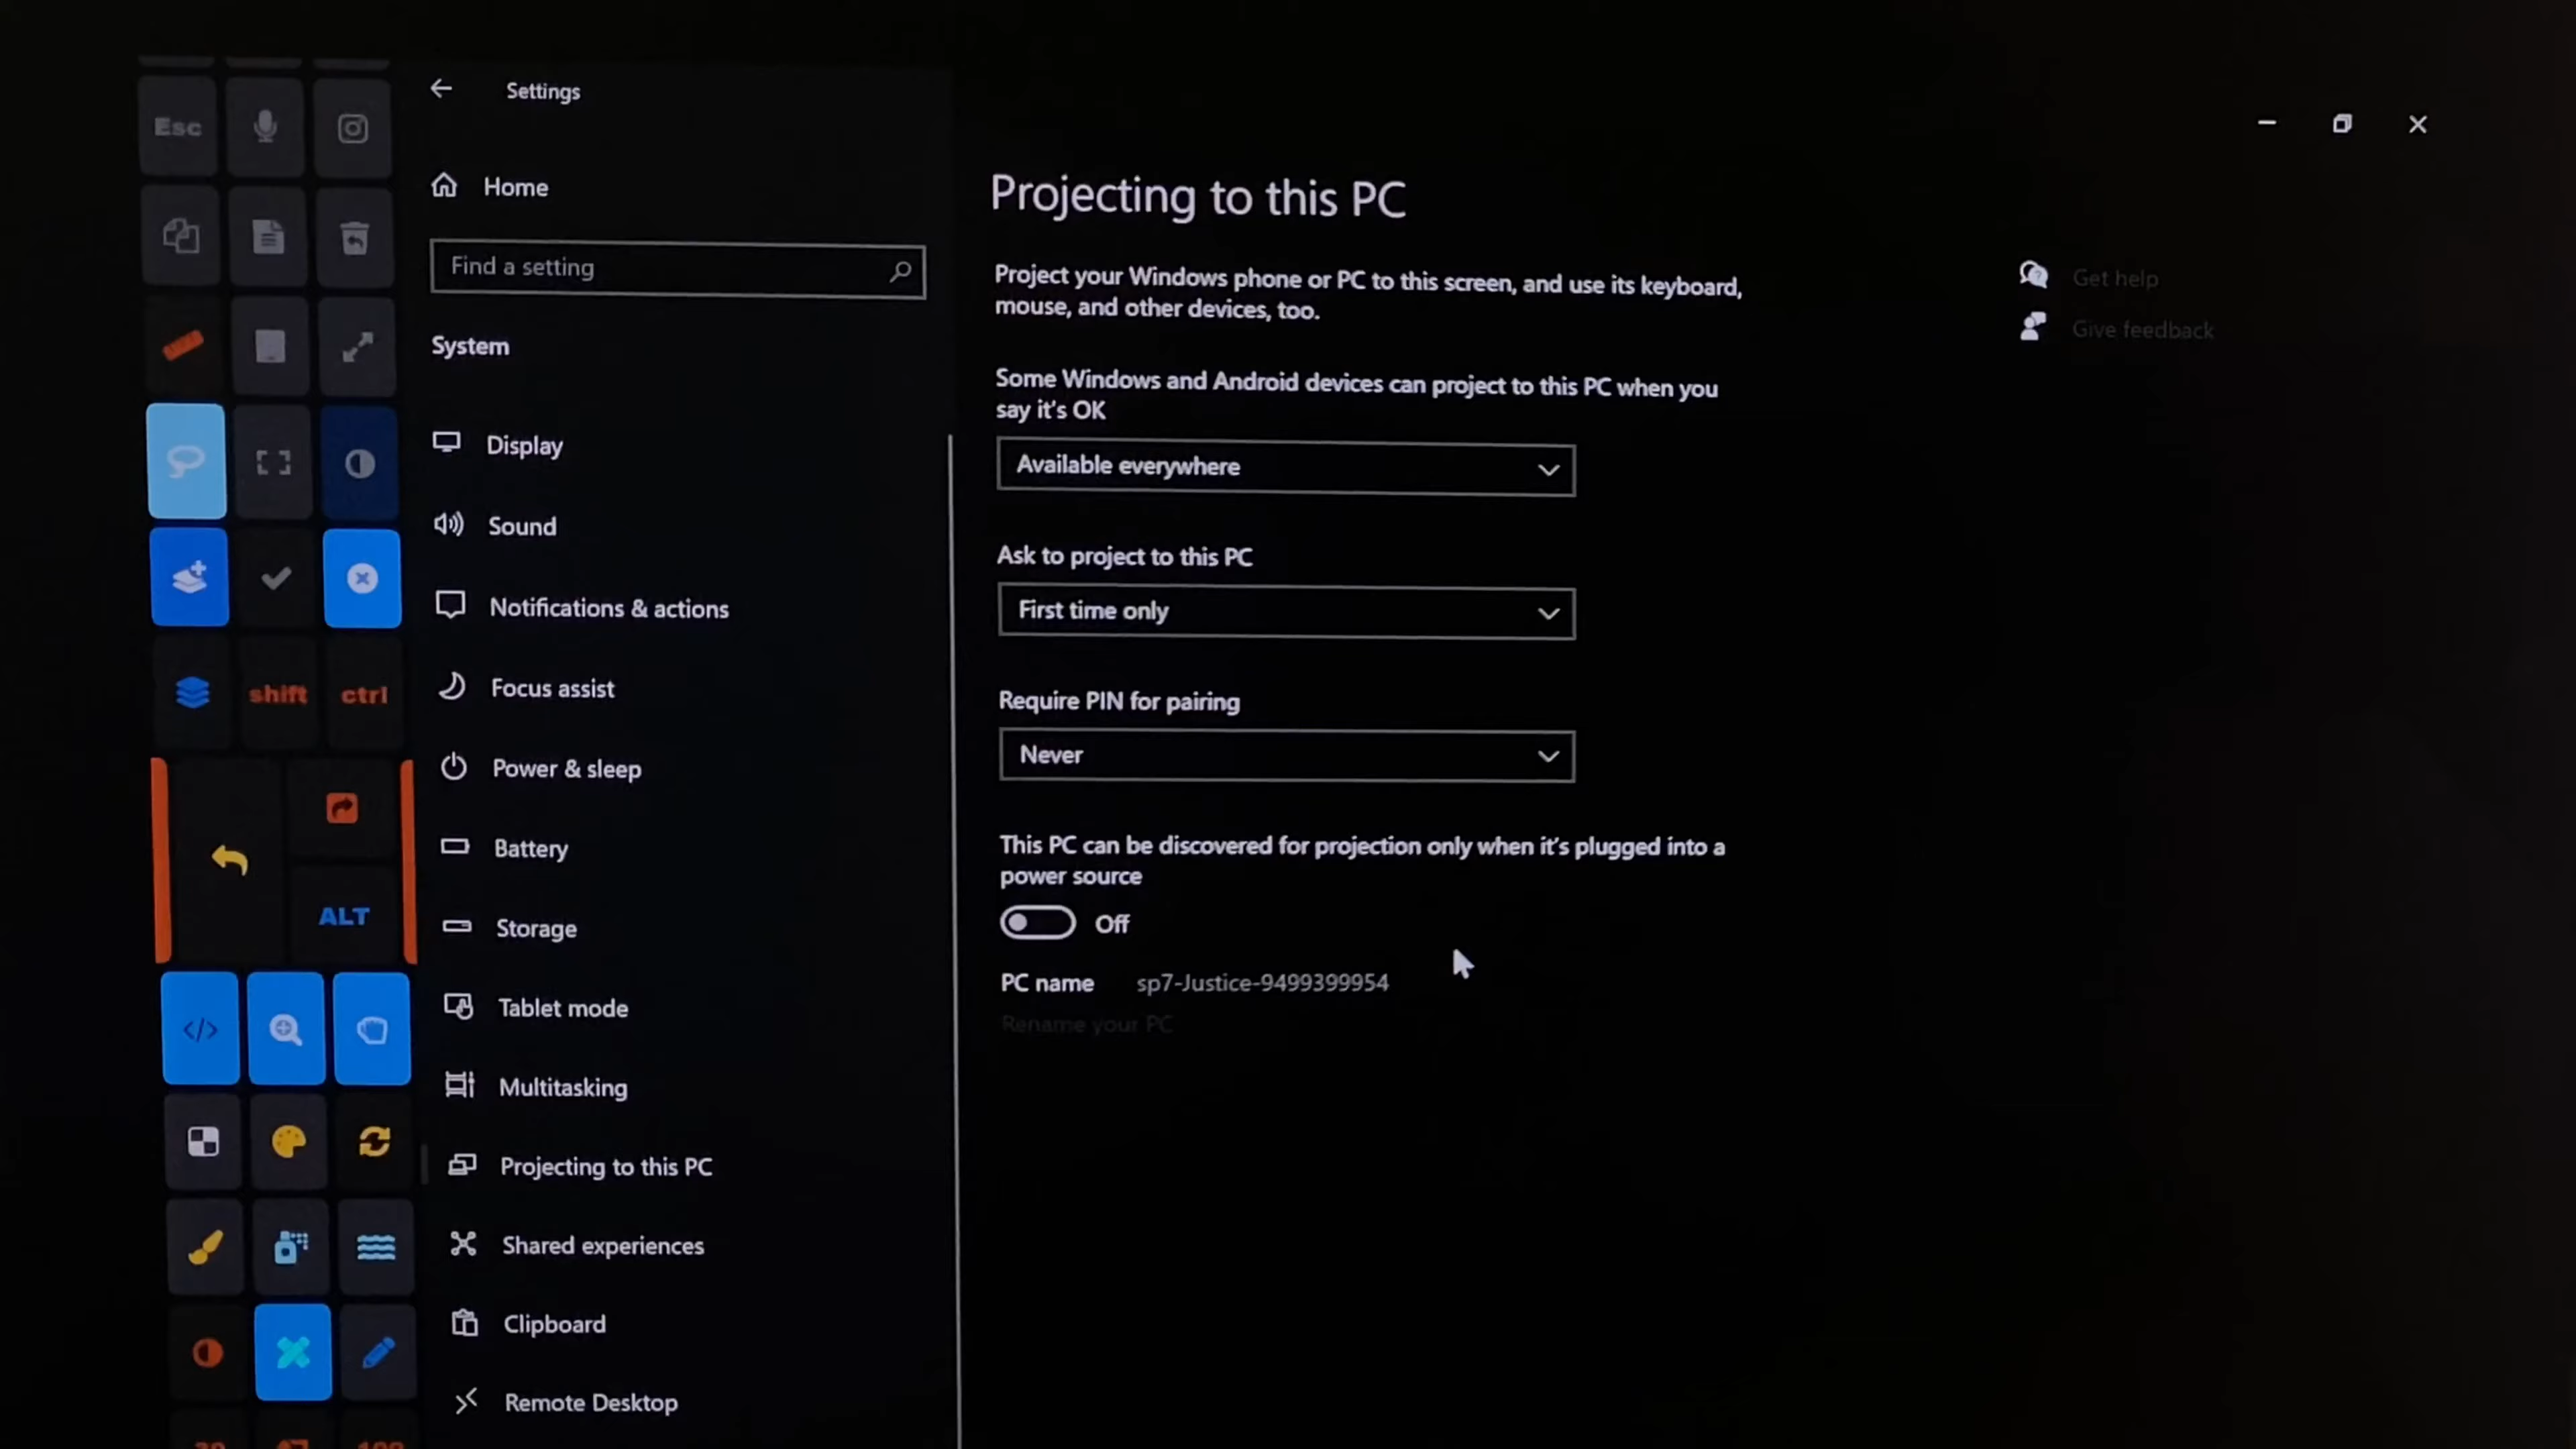 Settings
Esc
Home
Find a setting
System
Display
Sound
Notifications & actions
Focus assist
shift
ctrl
Power & sleep
Battery
ALT
Storage
Tablet mode
Multitasking
Projecting to this PC
Shared experiences
Clipboard
Remote Desktop
Projecting to this PC
Project your Windows phone or PC to this screen, and use its keyboard,
mouse, and other devices, too.
Some Windows and Android devices can project to this PC when you
say it's OK
Available everywhere
Ask to project to this PC
First time only
Require PIN for pairing
Never
This PC can be discovered for projection only when it's plugged into a
power source
Off
PC name sp7-Justice-9499399954
Rename your PC
Get help
Give feedback